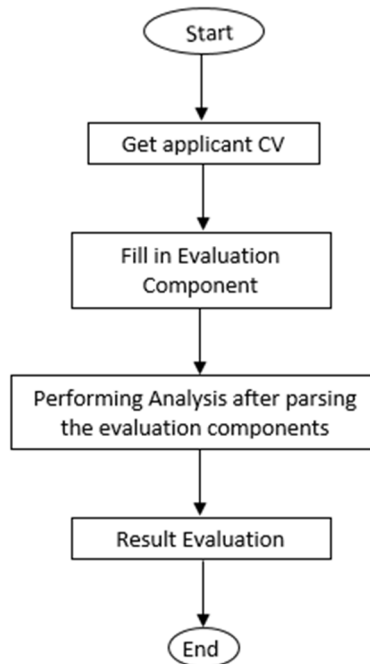 Start
Get applicant CV
Fill in Evaluation
Component
Performing Analysis after parsing
the evaluation components
Result Evaluation
End